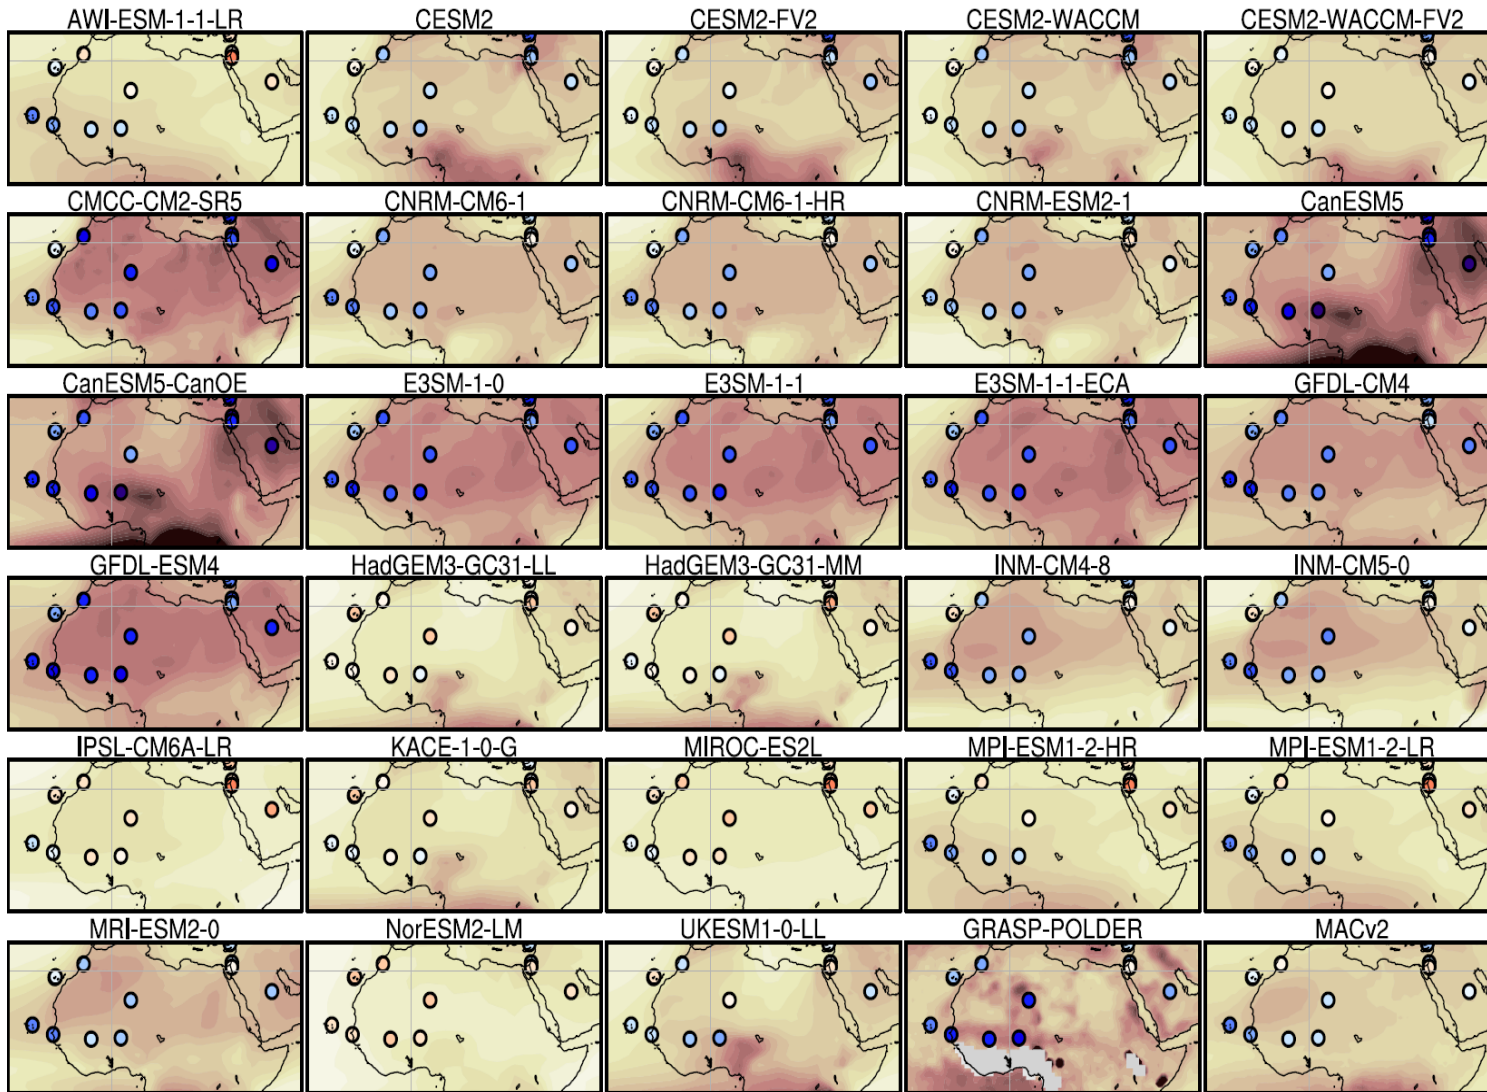 AWI-ESM-1-1-LR CESM2 CESM2-FV2 CESM2-WACCM CESM2-WACCM-FV2
CMCC-CM2-SR5 CNRM-CM6-1 CNRM-CM6-1-HR CNRM-ESM2-1 CanESM5
CanESM5-CanOE E3SM-1-0 E3SM-1-1 E3SM-1-1-ECA GFDL-CM4
GFDL-ESM4 HadGEM3-GC31-LL HadGEM3-GC31-MM INM-CM4-8 INM-CM5-0
IPSL-CM6A-LR KACE-1-0-G MIROC-ES2L MPI-ESM1-2-HR MPI-ESM1-2-LR
MRI-ESM2-0 NorESM2-LM UKESM1-0-LL GRASP-POLDER MACv2